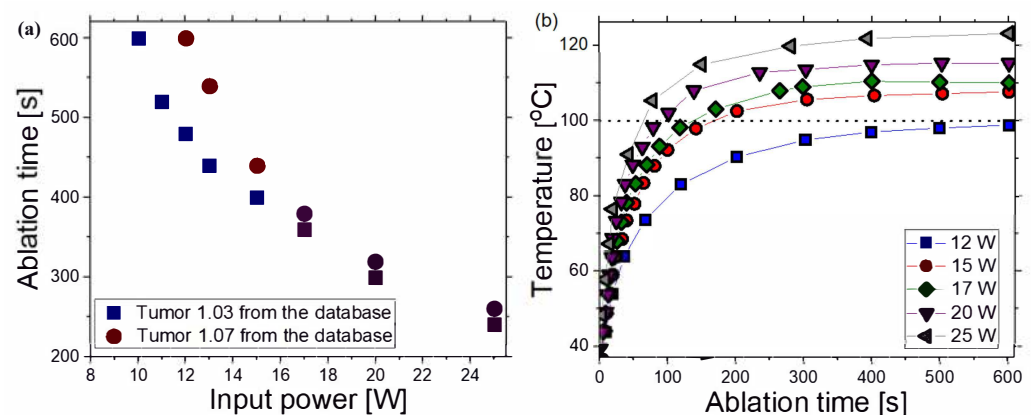 (a)
Ablation time [s]
600
500
400
300
200
8 10 12 14 16 18 20 22 24
Input power [W]
Tumor 1.03 from the database
Tumor 1.07 from the database
(b)
Temperature [ºC]
120
100
80
60
40
0 100 200 300 400 500 600
Ablation time [s]
12 W
15 W
17 W
20 W
25 W